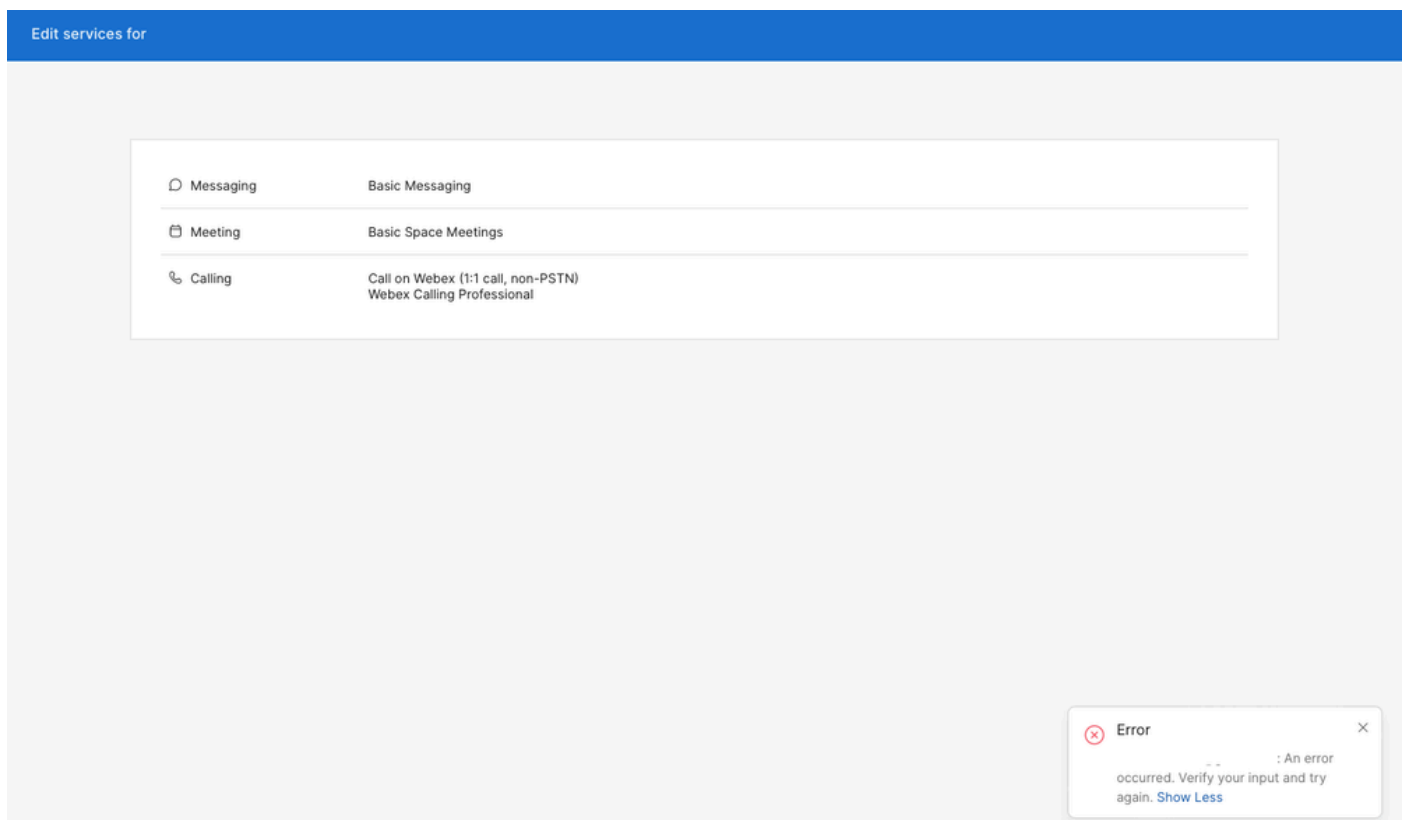 Edit services for
Messaging Basic Messaging
Meeting Basic Space Meetings
Calling Call on Webex (1:1 call, non-PSTN)
Webex Calling Professional
Error
: An error
occurred. Verify your input and try
again. Show Less